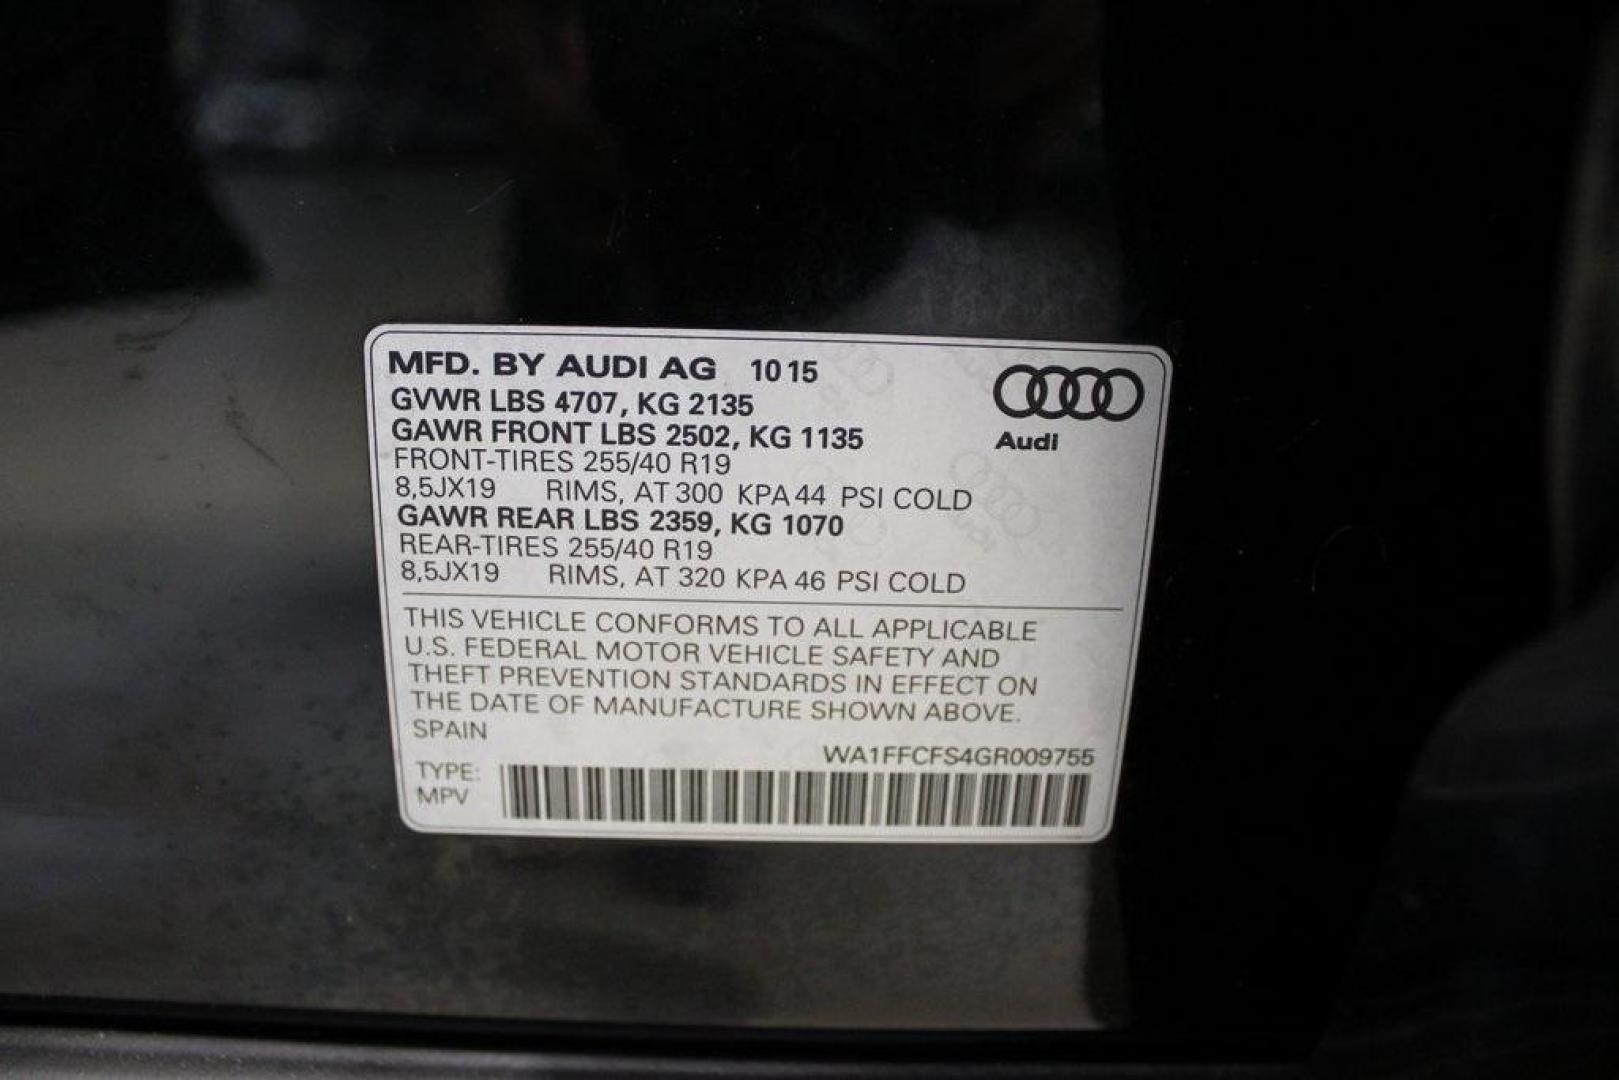 MFD. BY AUDI AG 10 15
GVWR LBS 4707, KG 2135
GAWR FRONT LBS 2502, KG 1135
FRONT-TIRES 255/40 R19
8,5JX19 RIMS, AT 300 KPA 44 PSI COLD
GAWR REAR LBS 2359, KG 1070
REAR-TIRES 255/40 R19
8,5JX19 RIMS, AT 320 KPA 46 PSI COLD
Audi
THIS VEHICLE CONFORMS TO ALL APPLICABLE
U.S. FEDERAL MOTOR VEHICLE SAFETY AND
THEFT PREVENTION STANDARDS IN EFFECT ON
THE DATE OF MANUFACTURE SHOWN ABOVE.
SPAIN
WA1FFCFS4GR009755
TYPE:
MPV